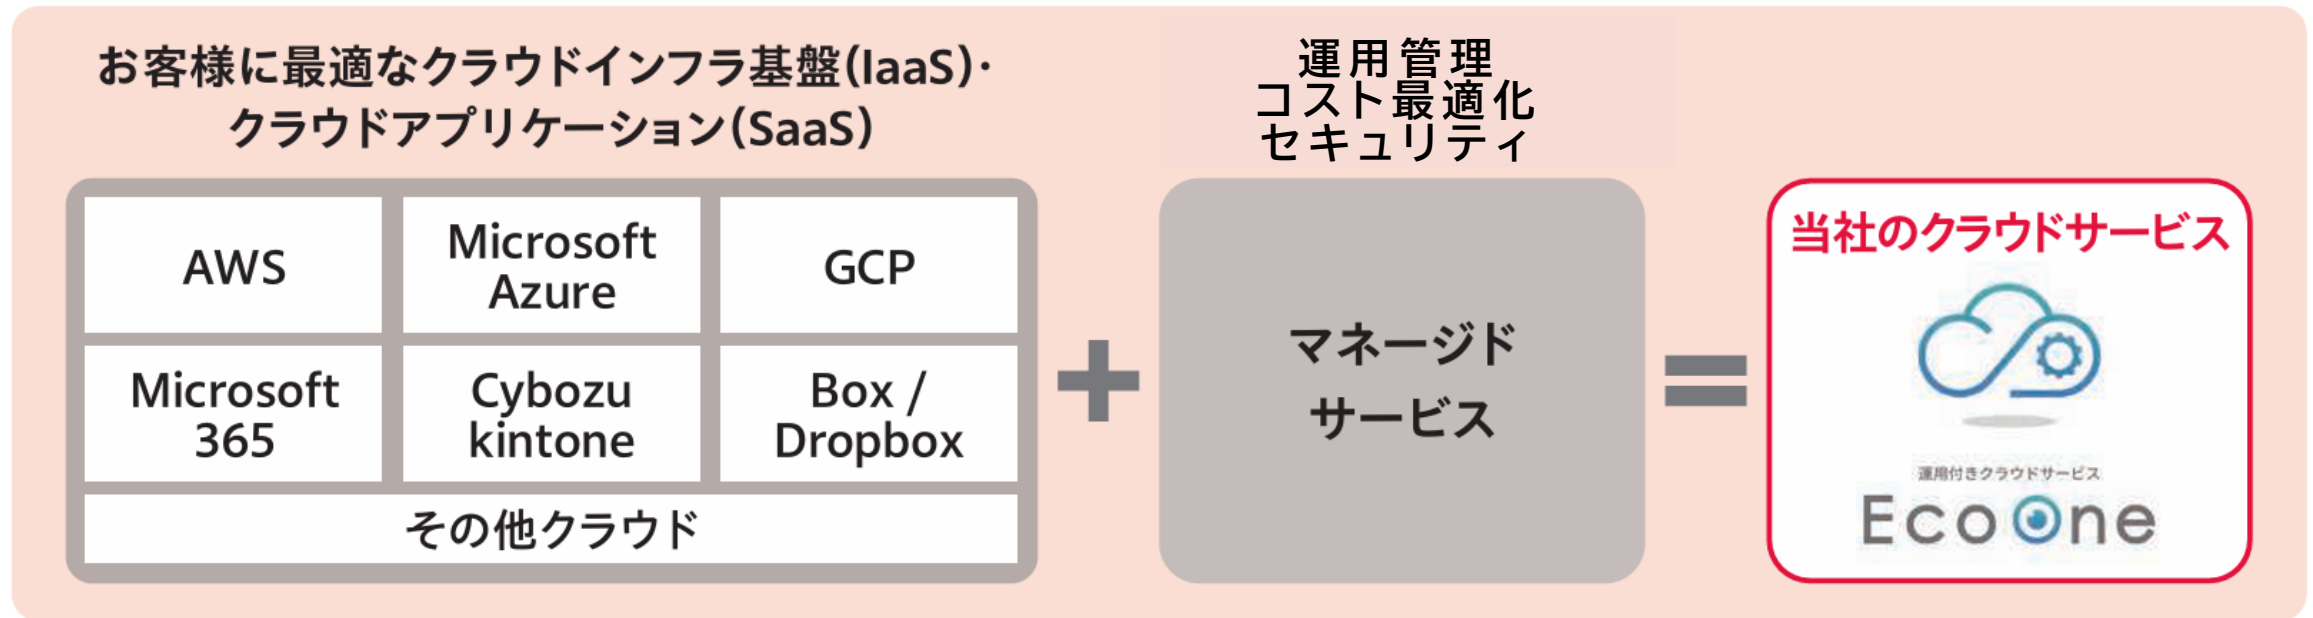 お客様に最適なクラウドインフラ基盤(IaaS)・
クラウドアプリケーション(SaaS)
AWS
Microsoft
Azure
GCP
Microsoft
365
Cybozu
kintone
Box /
Dropbox
その他クラウド
+
運用管理
コスト最適化
セキュリティ
マネージド
サービス
=
当社のクラウドサービス
運用付きクラウドサービス
EcoOne